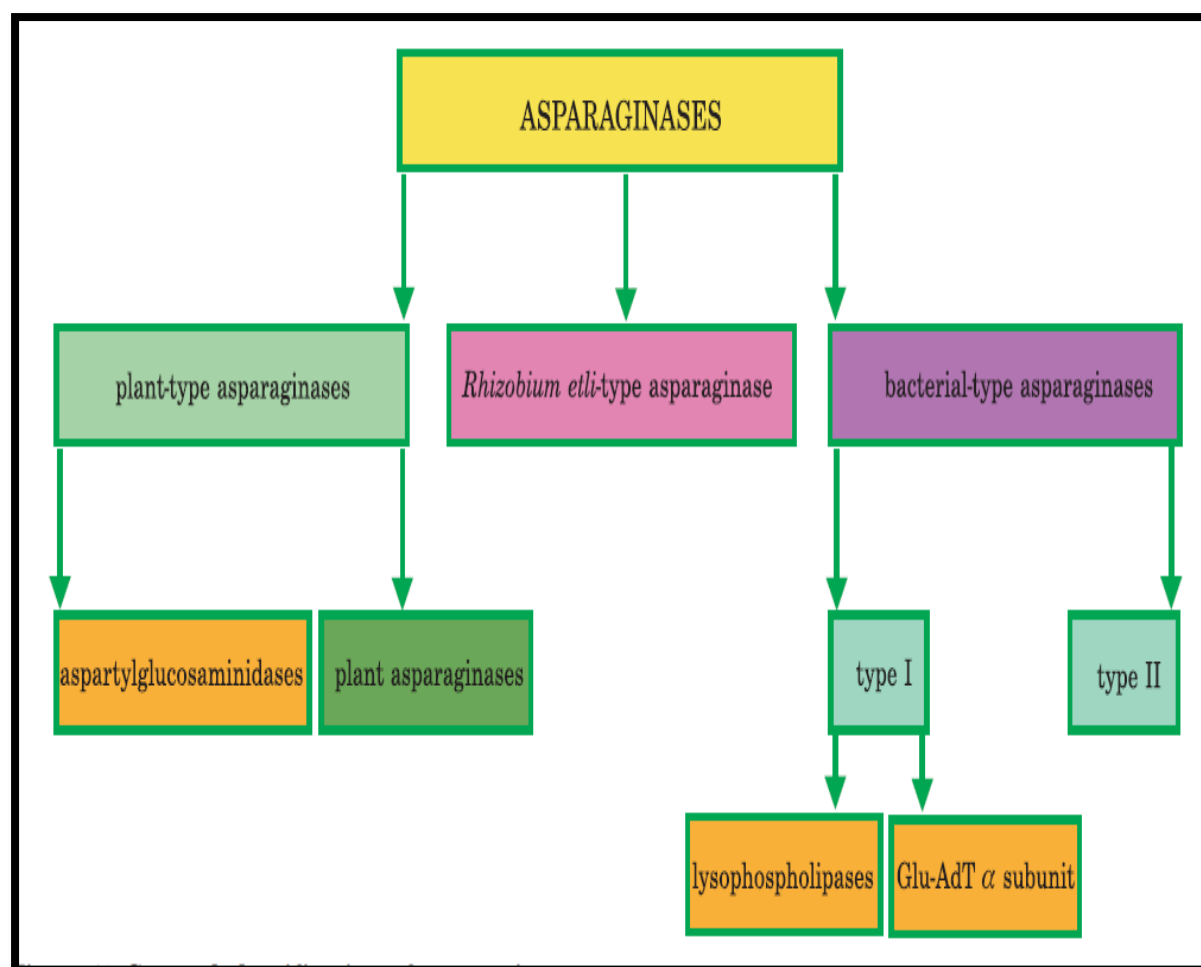 ASPARAGINASES
plant-type asparaginases
Rhizobium etli-type asparaginase
bacterial-type asparaginases
aspartylglucosaminidases
plant asparaginases
type I
type II
lysophospholipases
Glu-AdT α subunit